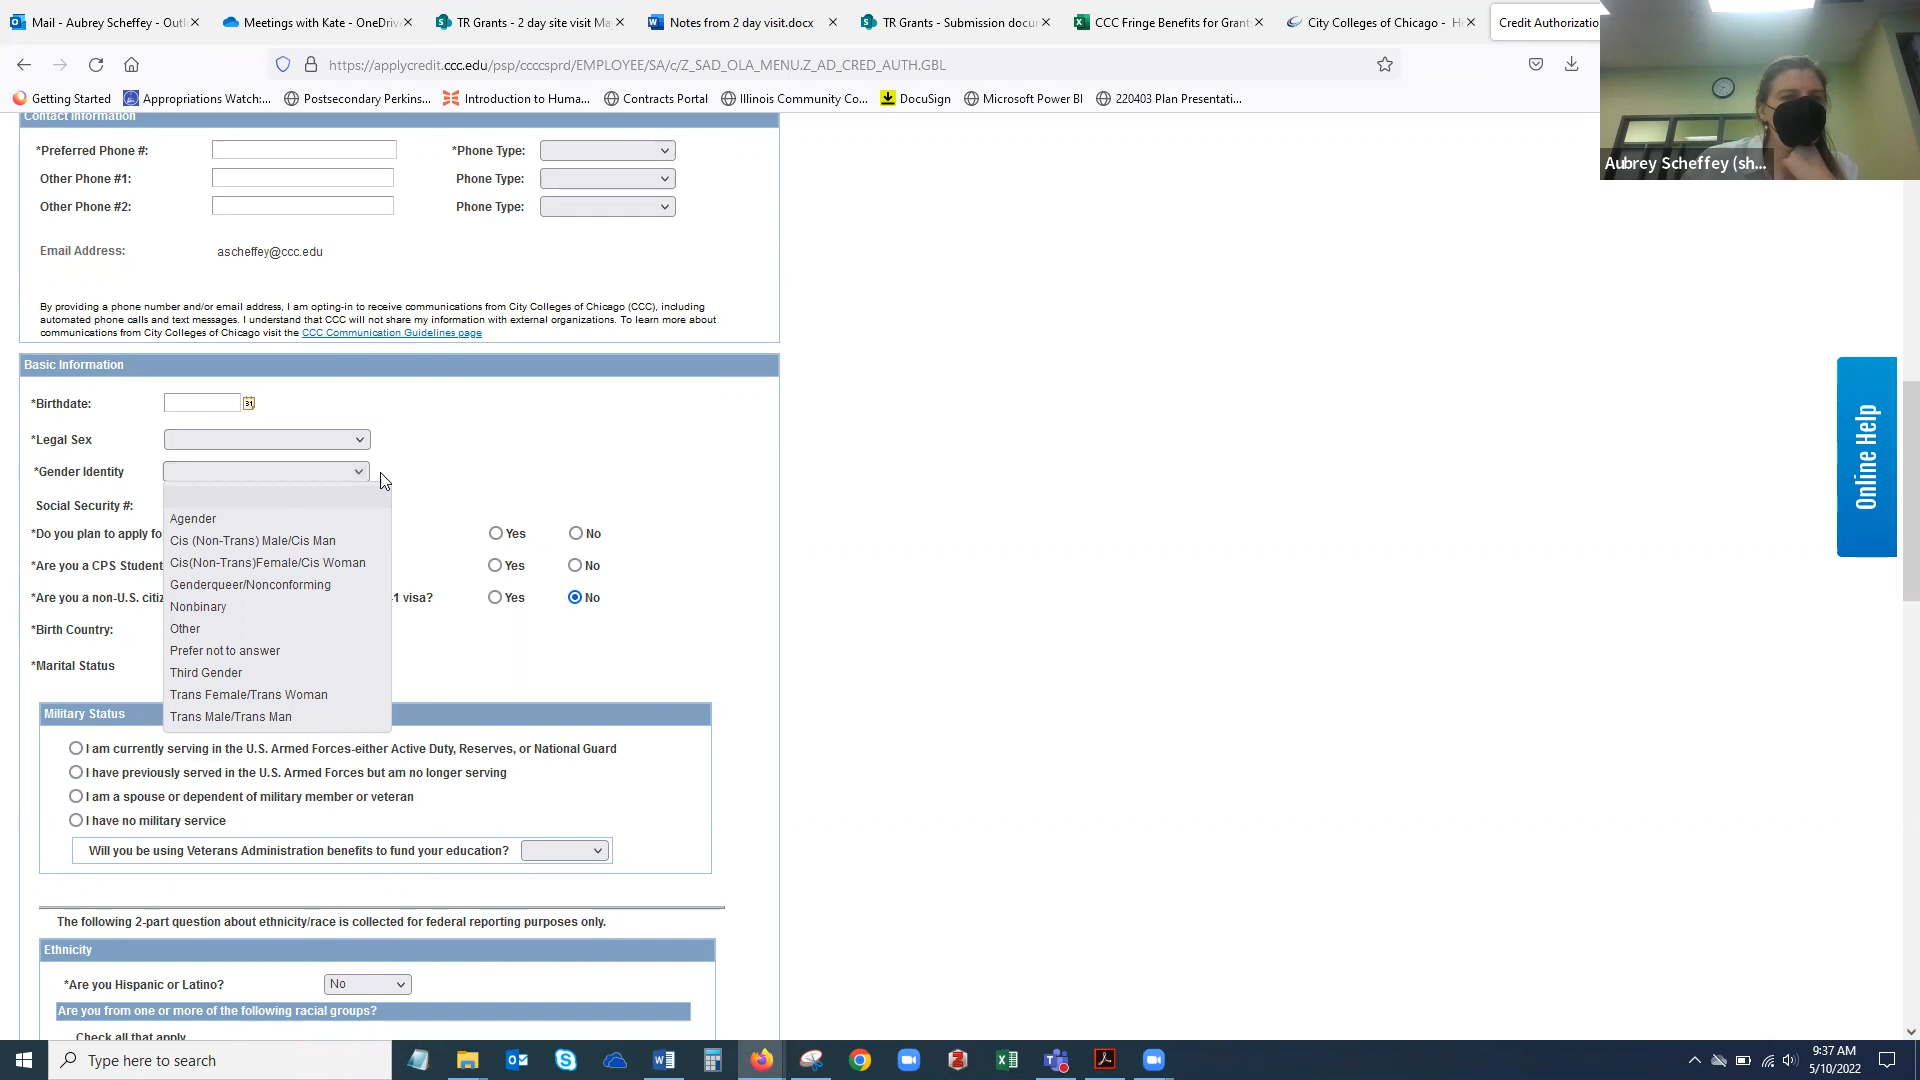 Mail - Aubrey Scheffey - Outl
Meetings with Kate - OneDriv
TR Grants - 2 day site visit Ma
Notes from 2 day visit.docx
TR Grants - Submission docu
CCC Fringe Benefits for Grant
City Colleges of Chicago - Ho
Credit Authorizatio
https://applycredit.ccc.edu/psp/ccccsprd/EMPLOYEE/SA/c/Z_SAD_OLA_MENU.Z_AD_CRED_AUTH.GBL
Getting Started
Appropriations Watch:...
Postsecondary Perkins...
Introduction to Huma...
Contracts Portal
Illinois Community Co...
DocuSign
Microsoft Power BI
220403 Plan Presentati...
Aubrey Scheffey (sh...
Contact Information
*Preferred Phone #:
*Phone Type:
Other Phone #1:
Phone Type:
Other Phone #2:
Phone Type:
Email Address:
ascheffey@ccc.edu
By providing a phone number and/or email address, I am opting-in to receive communications from City Colleges of Chicago (CCC), including
automated phone calls and text messages. I understand that CCC will not share my information with external organizations. To learn more about
communications from City Colleges of Chicago visit the CCC Communication Guidelines page
Basic Information
*Birthdate:
31
*Legal Sex
*Gender Identity
Social Security #:
Agender
*Do you plan to apply fo
Yes
No
Cis (Non-Trans) Male/Cis Man
Cis(Non-Trans)Female/Cis Woman
*Are you a CPS Student
Yes
No
Genderqueer/Nonconforming
*Are you a non-U.S. citiz
-1 visa?
Yes
No
Nonbinary
*Birth Country:
Other
Prefer not to answer
*Marital Status
Third Gender
Trans Female/Trans Woman
Trans Male/Trans Man
Military Status
I am currently serving in the U.S. Armed Forces-either Active Duty, Reserves, or National Guard
I have previously served in the U.S. Armed Forces but am no longer serving
I am a spouse or dependent of military member or veteran
I have no military service
Will you be using Veterans Administration benefits to fund your education?
The following 2-part question about ethnicity/race is collected for federal reporting purposes only.
Ethnicity
*Are you Hispanic or Latino?
No
Are you from one or more of the following racial groups?
Check all that apply
Online Help
Type here to search
9:37 AM
5/10/2022